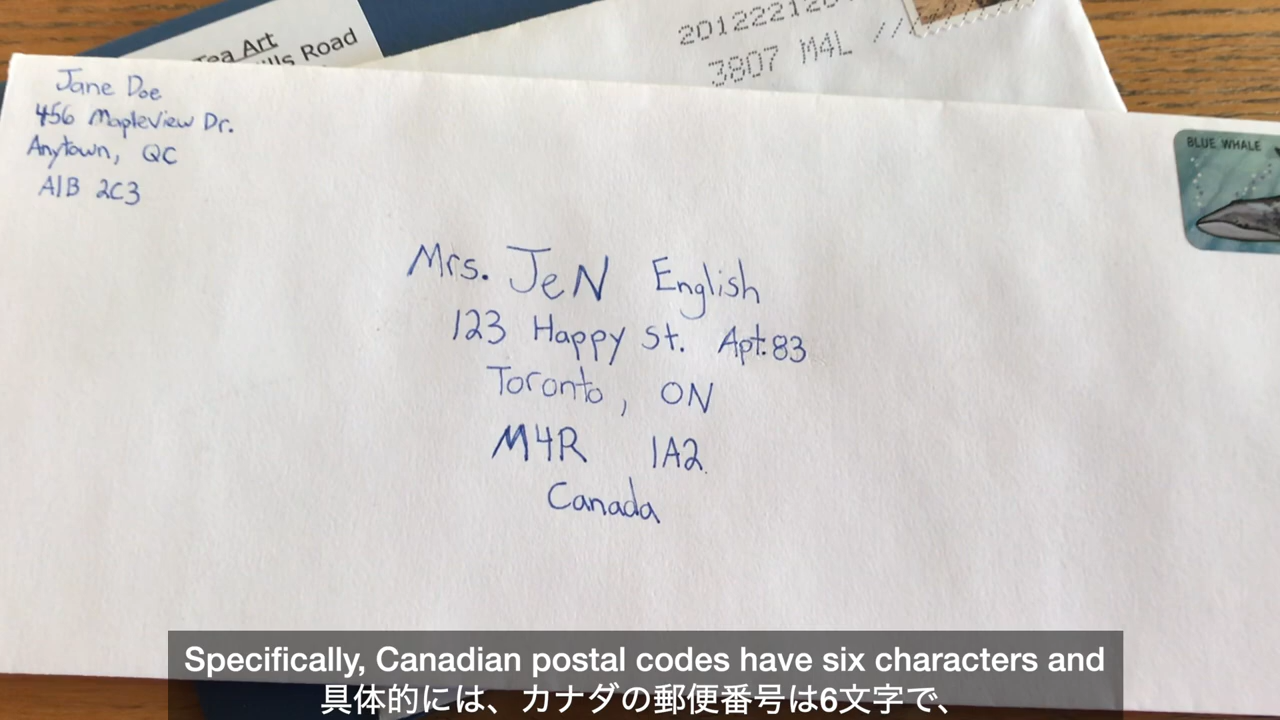 Tea Art
lls Road
2012221
3807 M4L //
BLUE WHALE
Jane Doe
456 Mapleview Dr.
Anytown, QC
A1B 2C3
Mrs. JeN English
123 Happy St. Apt. 83
Toronto, ON
M4R 1A2
Canada
Specifically, Canadian postal codes have six characters and
具体的には、カナダの郵便番号は6文字で、